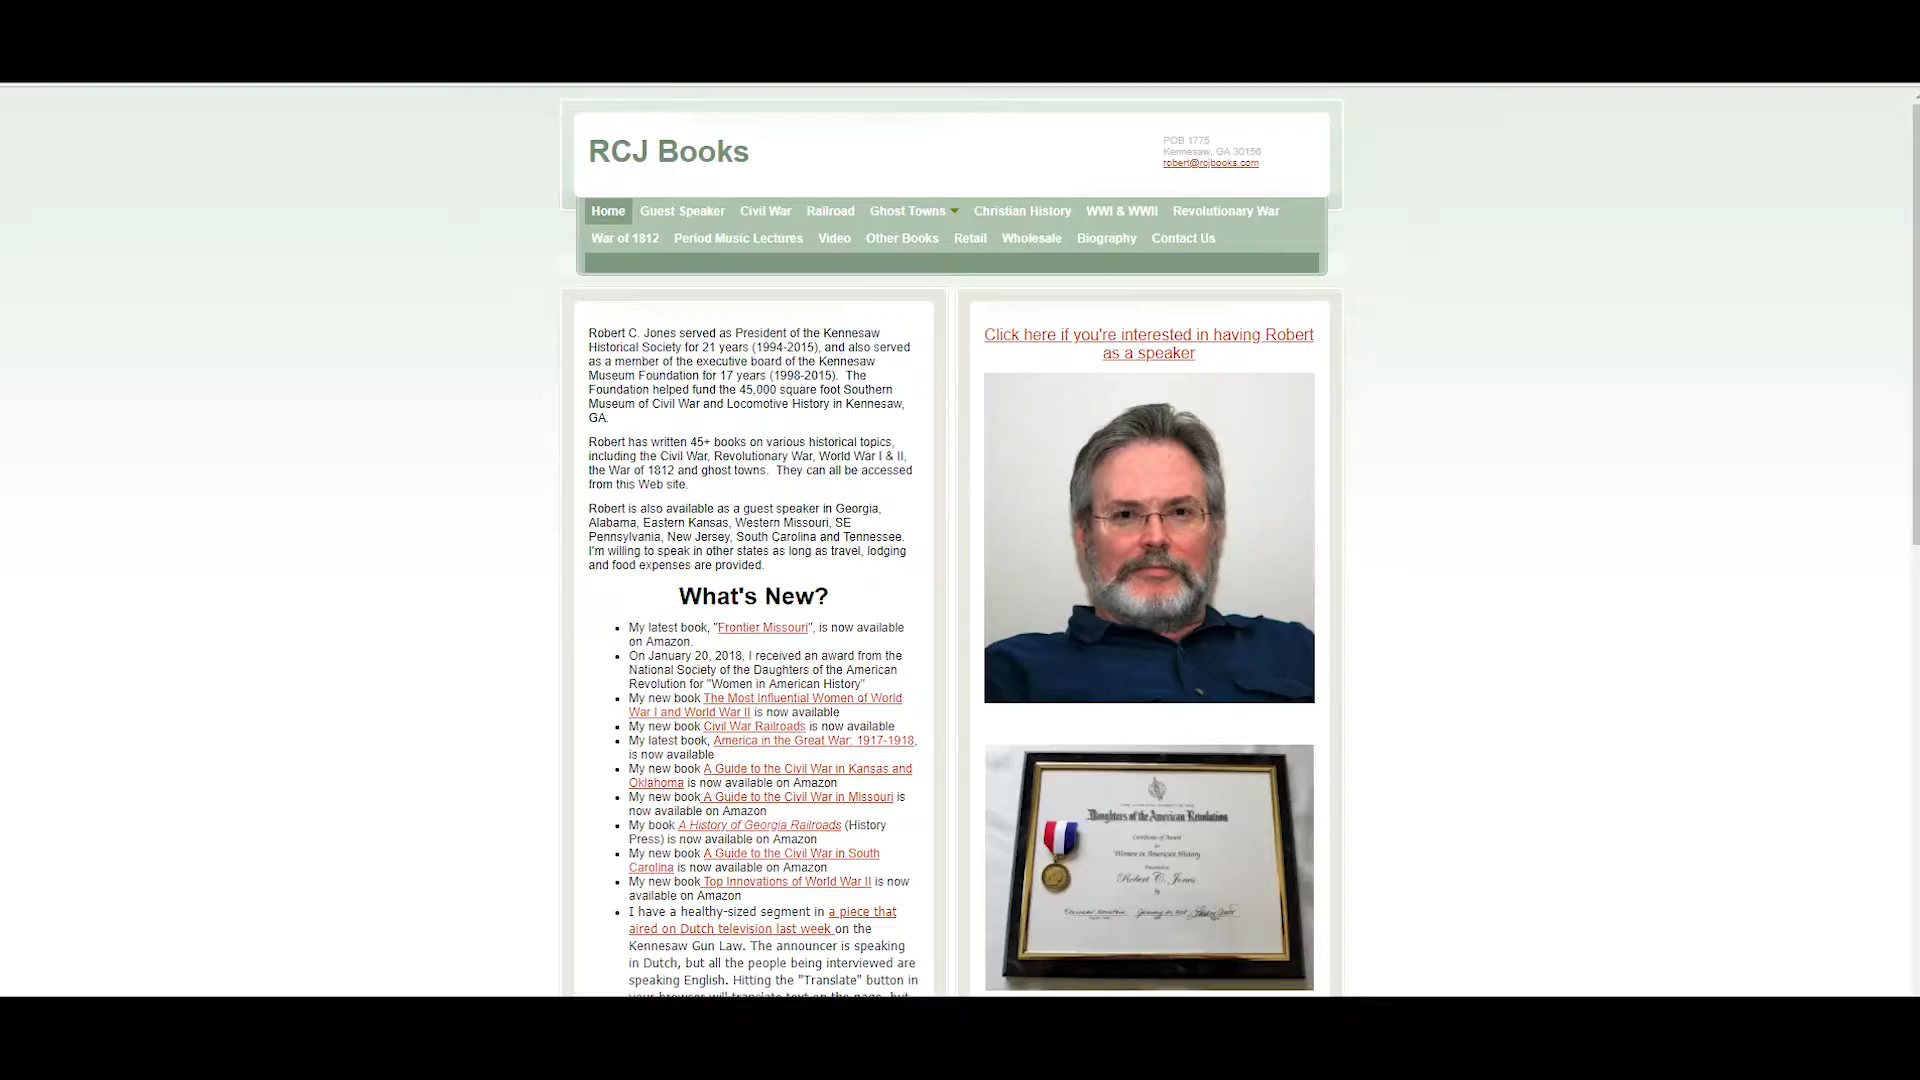 RCJ Books
POB 1775
Kennesaw, GA 30156
robert@rcjbooks.com
Home Guest Speaker Civil War Railroad Ghost Towns Christian History WWI & WWII Revolutionary War
War of 1812 Period Music Lectures Video Other Books Retail Wholesale Biography Contact Us
Robert C. Jones served as President of the Kennesaw
Historical Society for 21 years (1994-2015), and also served
as a member of the executive board of the Kennesaw
Museum Foundation for 17 years (1998-2015). The
Foundation helped fund the 45,000 square foot Southern
Museum of Civil War and Locomotive History in Kennesaw,
GA.
Robert has written 45+ books on various historical topics,
including the Civil War, Revolutionary War, World War I & II,
the War of 1812 and ghost towns. They can all be accessed
from this Web site.
Robert is also available as a guest speaker in Georgia,
Alabama, Eastern Kansas, Western Missouri, SE
Pennsylvania, New Jersey, South Carolina and Tennessee.
I'm willing to speak in other states as long as travel, lodging
and food expenses are provided.
What's New?
My latest book, "Frontier Missouri", is now available
on Amazon.
On January 20, 2018, I received an award from the
National Society of the Daughters of the American
Revolution for "Women in American History"
My new book The Most Influential Women of World
War I and World War II is now available
My new book Civil War Railroads is now available
My latest book, America in the Great War: 1917-1918,
is now available
My new book A Guide to the Civil War in Kansas and
Oklahoma is now available on Amazon
My new book A Guide to the Civil War in Missouri is
now available on Amazon
My book A History of Georgia Railroads (History
Press) is now available on Amazon
My new book A Guide to the Civil War in South
Carolina is now available on Amazon
My new book Top Innovations of World War II is now
available on Amazon
I have a healthy-sized segment in a piece that
aired on Dutch television last week on the
Kennesaw Gun Law. The announcer is speaking
in Dutch, but all the people being interviewed are
speaking English. Hitting the "Translate" button in
your browser will translate text on the page, but
Click here if you're interested in having Robert
as a speaker
Daughters of the American Revolution
Certificate of Award
for
Women in American History
Presented to
Robert C. Jones
by